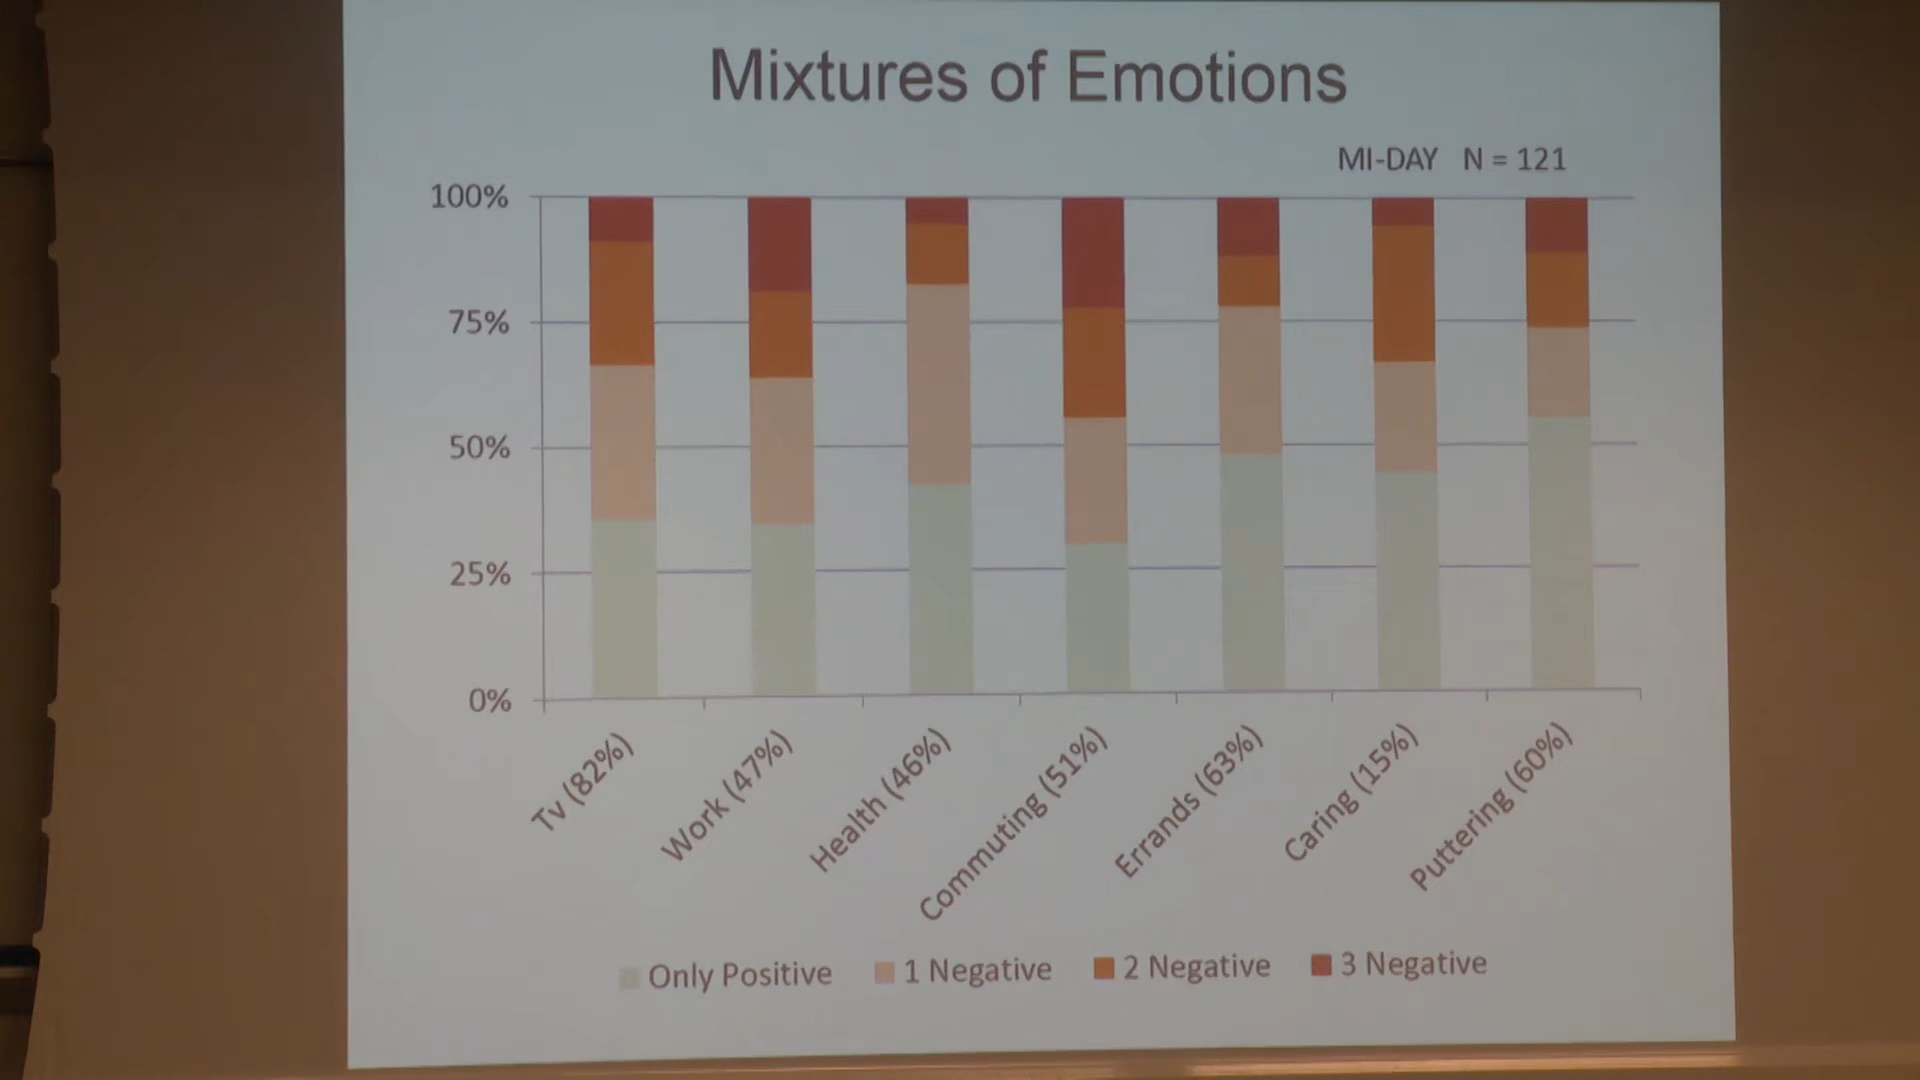 Mixtures of Emotions
MI-DAY N = 121
100%
75%
50%
25%
0%
Tv (82%)
Work (47%)
Health (46%)
Commuting (51%)
Errands (63%)
Caring (15%)
Puttering (60%)
Only Positive 1 Negative 2 Negative 3 Negative